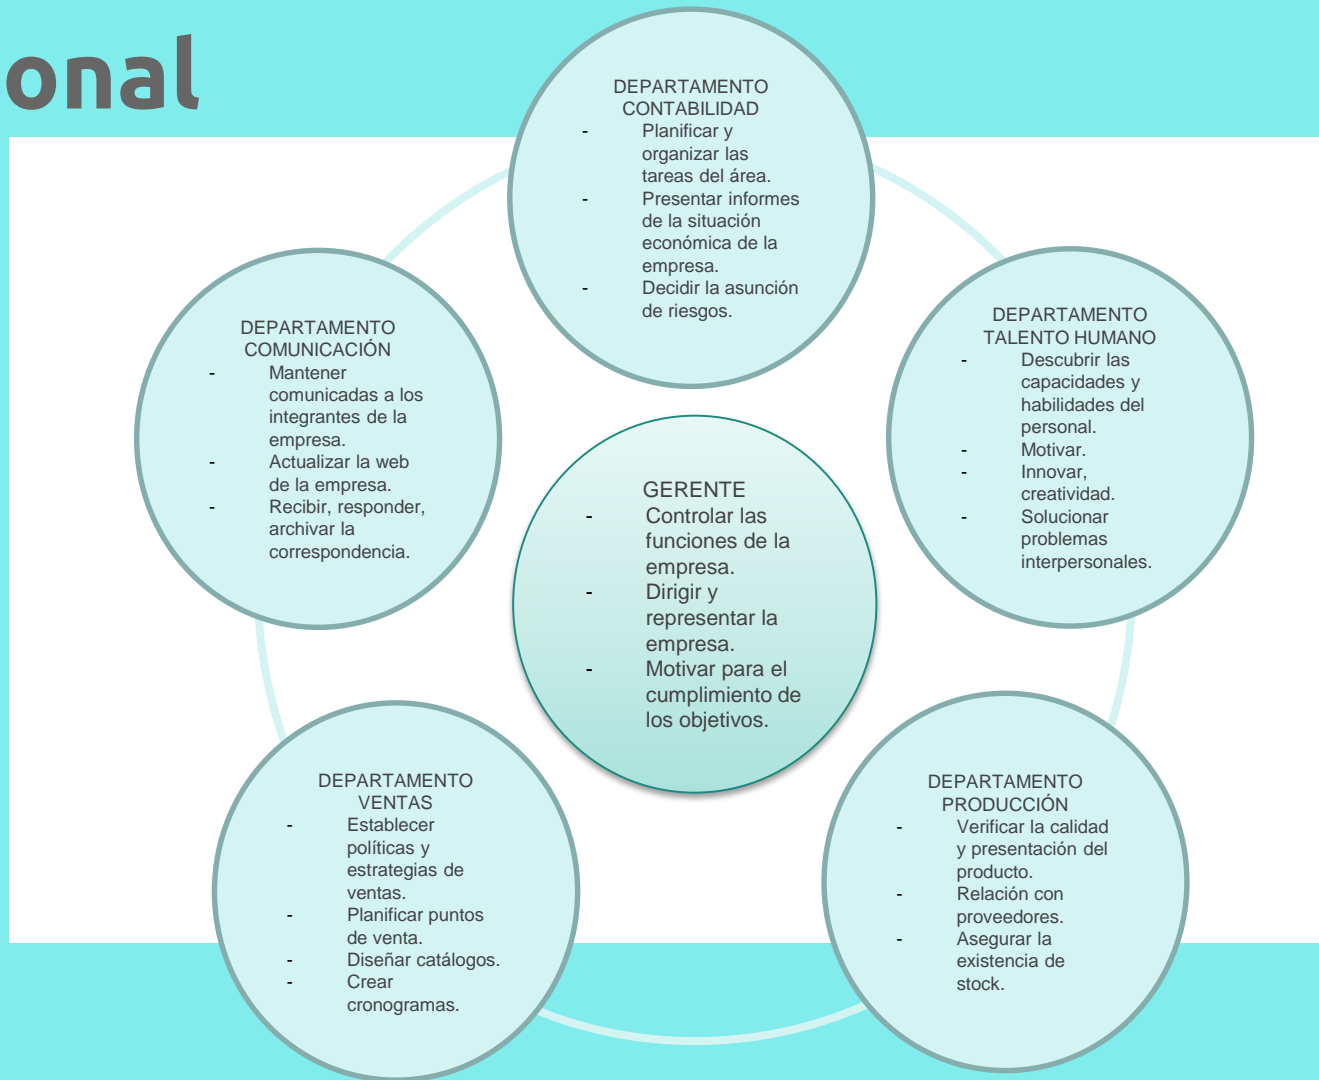 onal
DEPARTAMENTO
CONTABILIDAD
- Planificar y
organizar las
tareas del área.
- Presentar informes
de la situación
económica de la
empresa.
- Decidir la asunción
de riesgos.
DEPARTAMENTO
COMUNICACIÓN
- Mantener
comunicadas a los
integrantes de la
empresa.
- Actualizar la web
de la empresa.
- Recibir, responder,
archivar la
correspondencia.
DEPARTAMENTO
TALENTO HUMANO
- Descubrir las
capacidades y
habilidades del
personal.
- Motivar.
- Innovar,
creatividad.
- Solucionar
problemas
interpersonales.
GERENTE
- Controlar las
funciones de la
empresa.
- Dirigir y
representar la
empresa.
- Motivar para el
cumplimiento de
los objetivos.
DEPARTAMENTO
VENTAS
- Establecer
políticas y
estrategias de
ventas.
- Planificar puntos
de venta.
- Diseñar catálogos.
- Crear
cronogramas.
DEPARTAMENTO
PRODUCCIÓN
- Verificar la calidad
y presentación del
producto.
- Relación con
proveedores.
- Asegurar la
existencia de
stock.